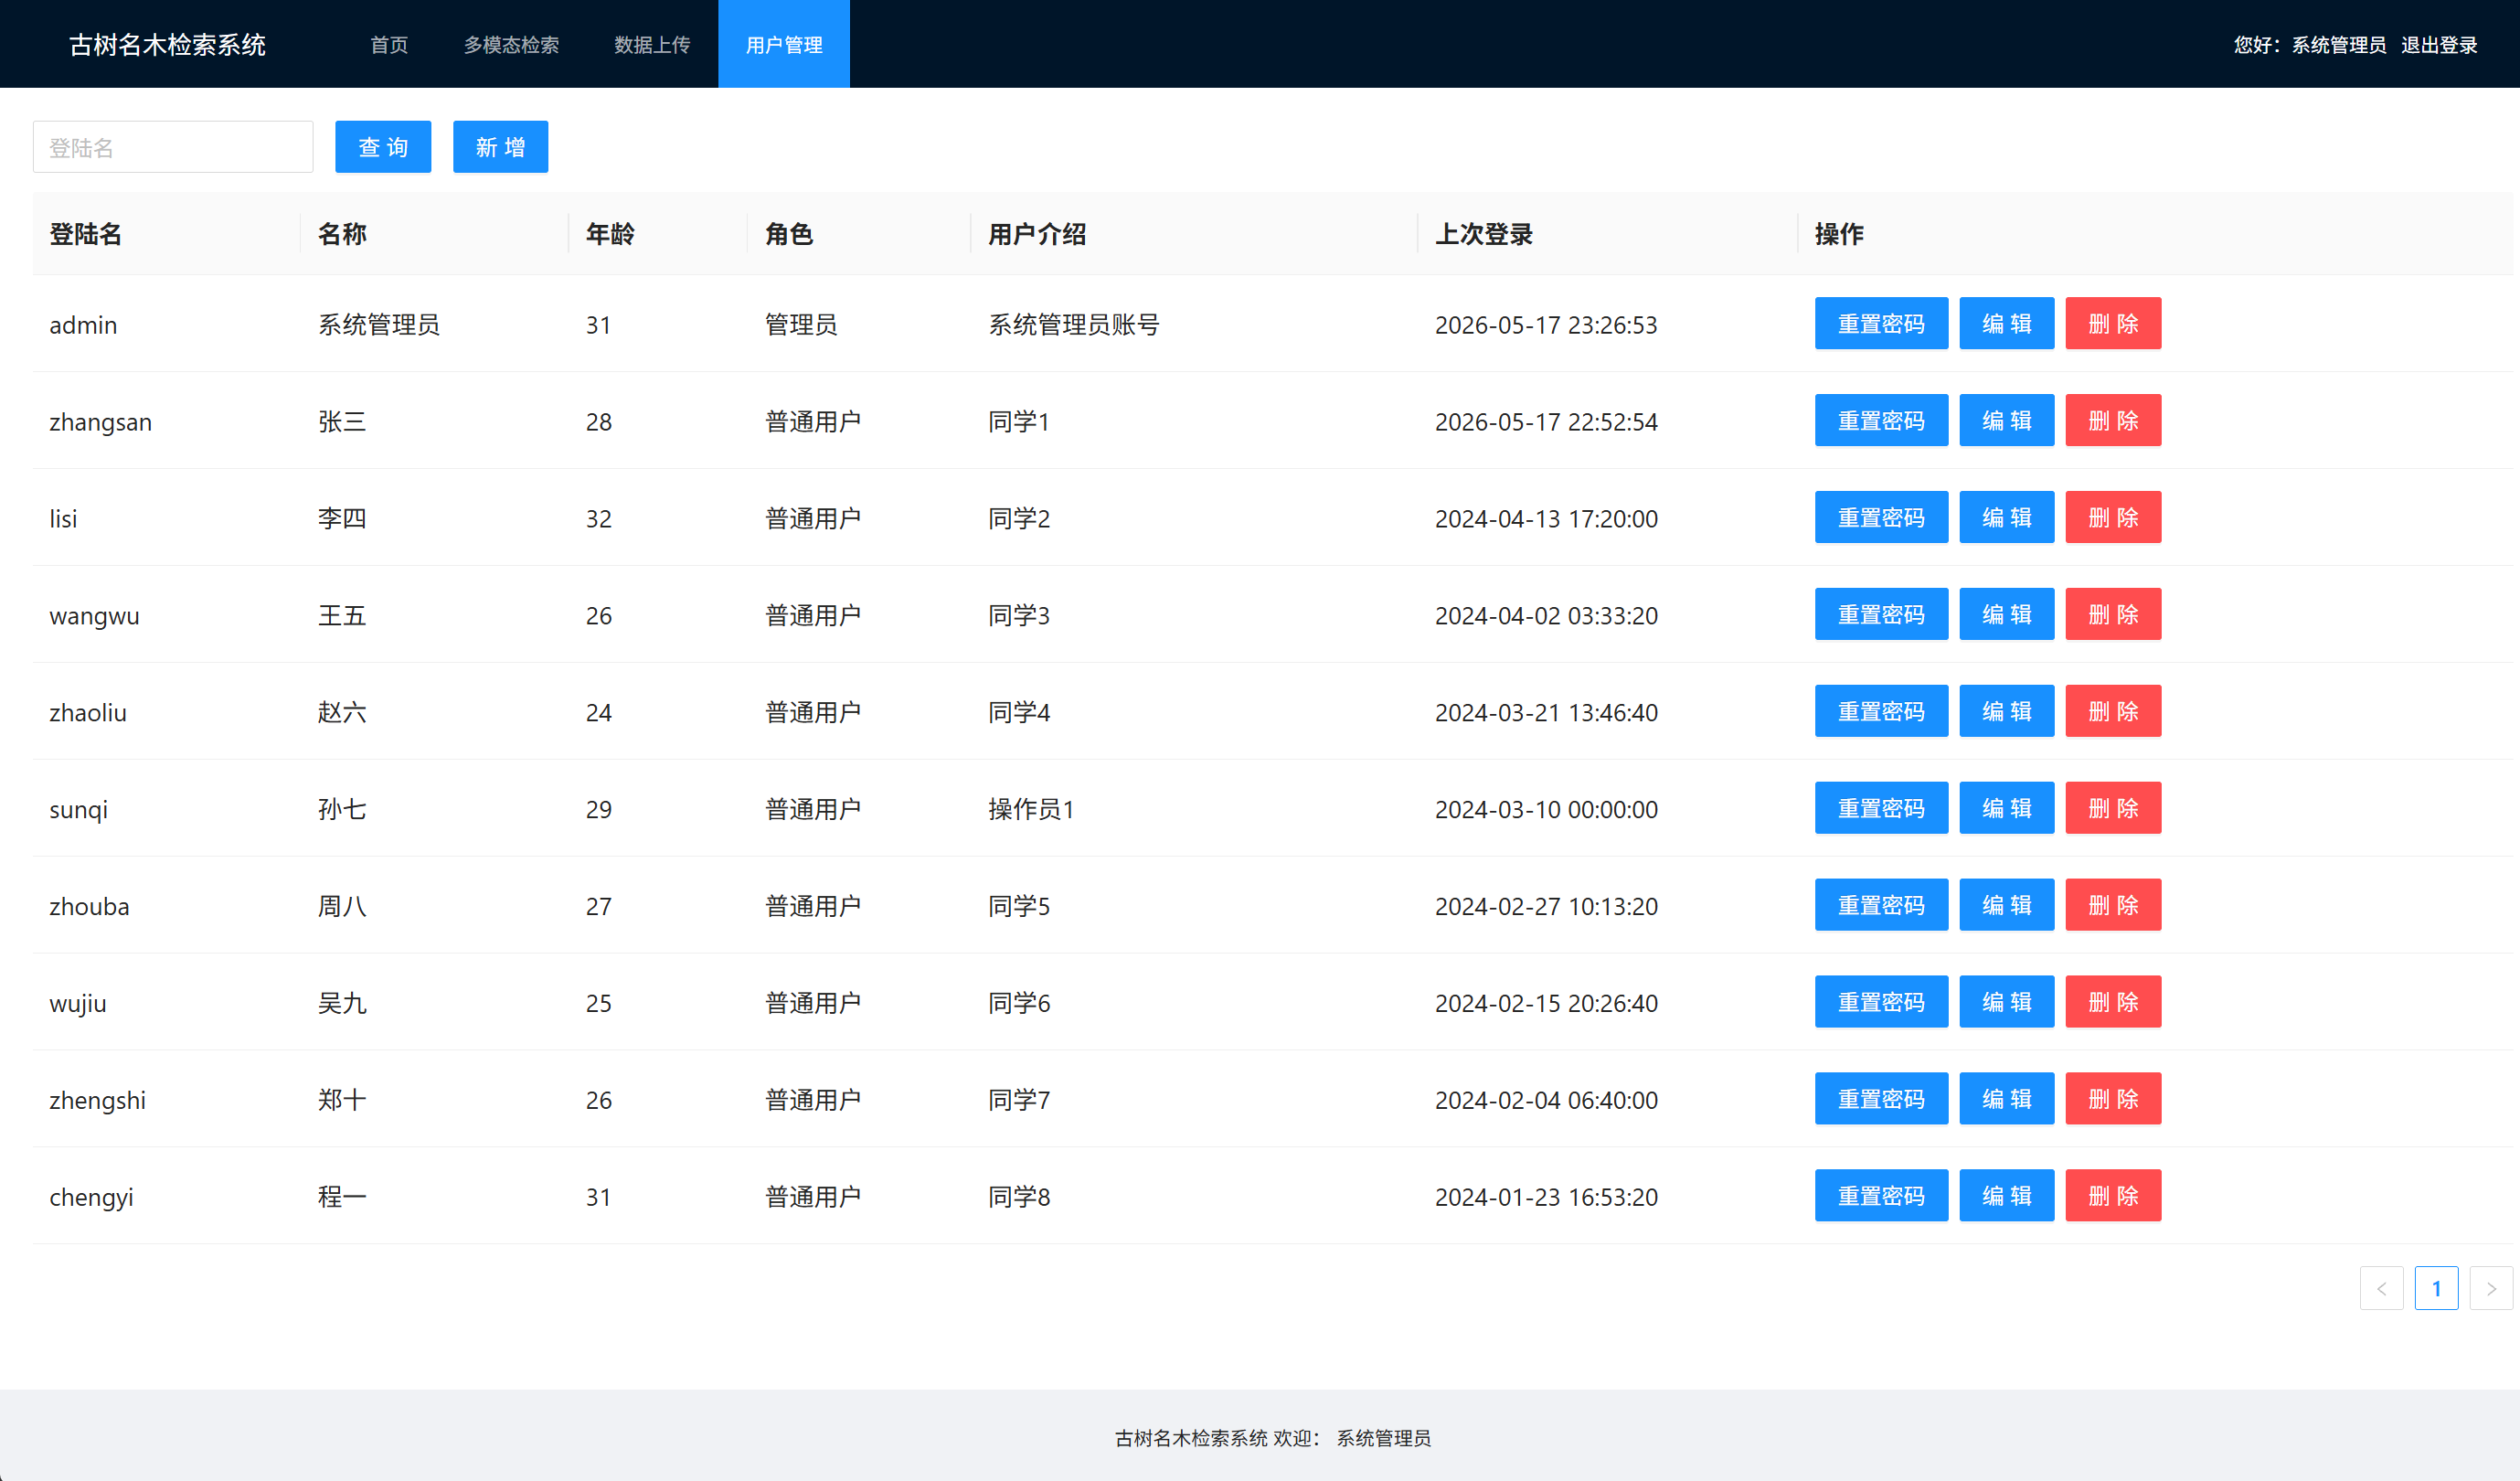 古树名木检索系统 首页 多模态检索 数据上传 用户管理 您好：系统管理员 退出登录
登陆名 查 询 新 增
登陆名 名称 年龄 角色 用户介绍 上次登录 操作
admin 系统管理员 31 管理员 系统管理员账号 2026-05-17 23:26:53 重置密码 编 辑 删 除
zhangsan 张三 28 普通用户 同学1 2026-05-17 22:52:54 重置密码 编 辑 删 除
lisi 李四 32 普通用户 同学2 2024-04-13 17:20:00 重置密码 编 辑 删 除
wangwu 王五 26 普通用户 同学3 2024-04-02 03:33:20 重置密码 编 辑 删 除
zhaoliu 赵六 24 普通用户 同学4 2024-03-21 13:46:40 重置密码 编 辑 删 除
sunqi 孙七 29 普通用户 操作员1 2024-03-10 00:00:00 重置密码 编 辑 删 除
zhouba 周八 27 普通用户 同学5 2024-02-27 10:13:20 重置密码 编 辑 删 除
wujiu 吴九 25 普通用户 同学6 2024-02-15 20:26:40 重置密码 编 辑 删 除
zhengshi 郑十 26 普通用户 同学7 2024-02-04 06:40:00 重置密码 编 辑 删 除
chengyi 程一 31 普通用户 同学8 2024-01-23 16:53:20 重置密码 编 辑 删 除
< 1 >
古树名木检索系统 欢迎： 系统管理员